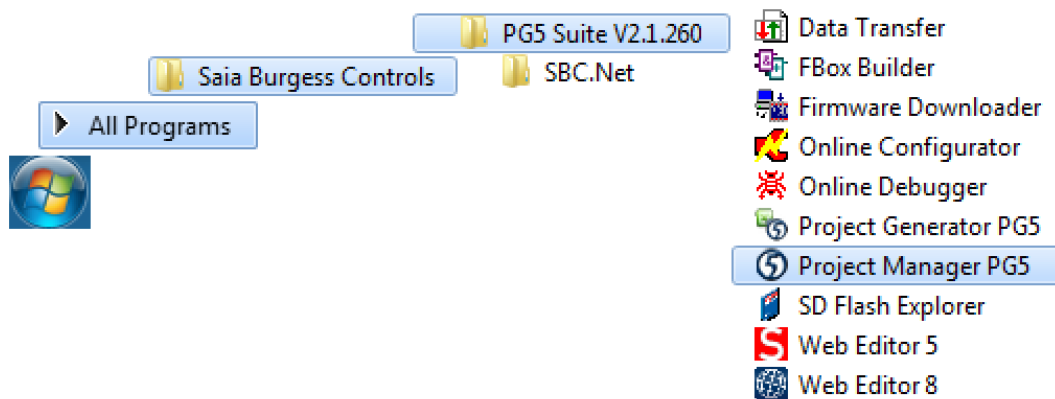 PG5 Suite V2.1.260
SBC.Net
Saia Burgess Controls
All Programs
Data Transfer
FBox Builder
Firmware Downloader
Online Configurator
Online Debugger
Project Generator PG5
Project Manager PG5
SD Flash Explorer
Web Editor 5
Web Editor 8